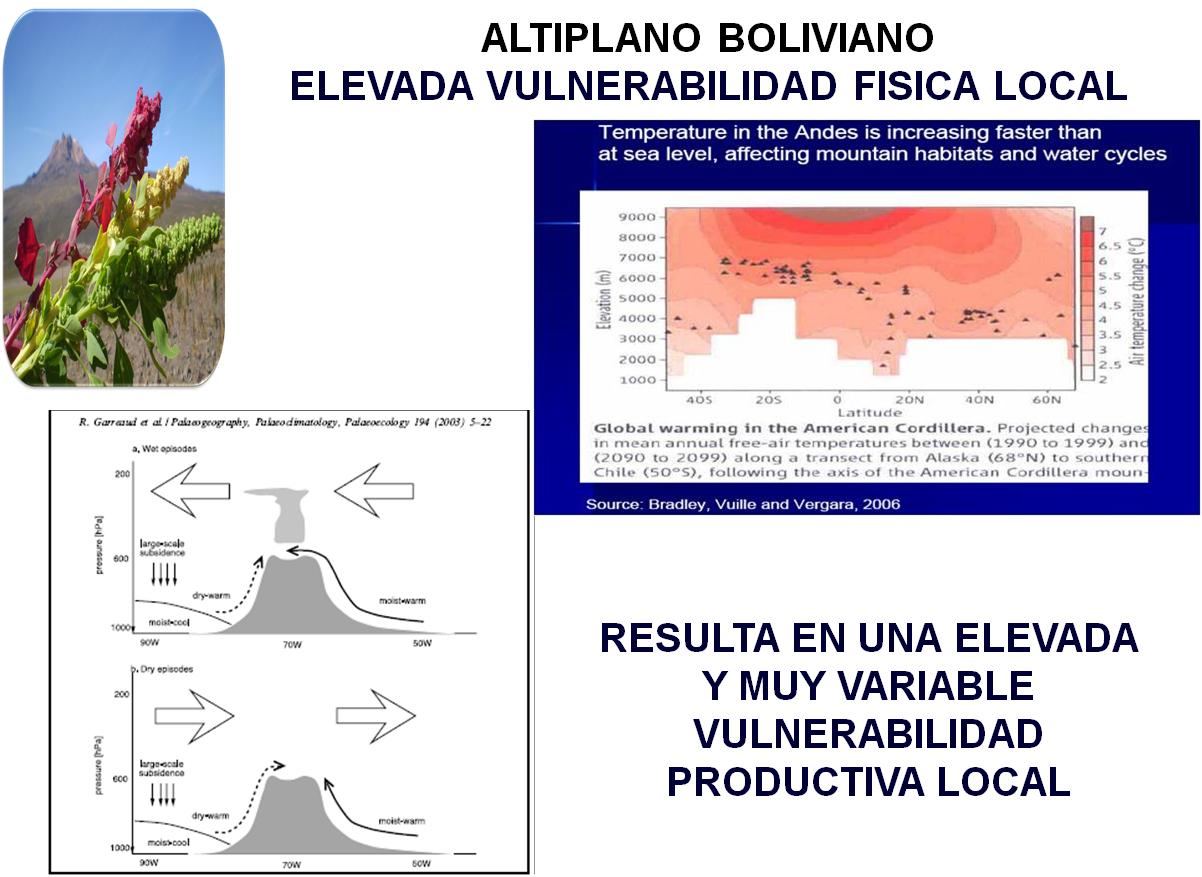 ALTIPLANO BOLIVIANO
ELEVADA VULNERABILIDAD FISICA LOCAL
Temperature in the Andes is increasing faster than
at sea level, affecting mountain habitats and water cycles
9000
8000
7000
6000
5000
4000
3000
2000
1000
Elevation (m)
40S 20S 0 20N 40N 60N
Latitude
7
6.5
6
5.5
5
4.5
4
3.5
3
2.5
2
Air temperature change (°C)
Global warming in the American Cordillera. Projected changes
in mean annual free-air temperatures between (1990 to 1999) and
(2090 to 2099) along a transect from Alaska (68°N) to southern
Chile (50°S), following the axis of the American Cordillera moun-
Source: Bradley, Vuille and Vergara, 2006
R. Garreaud et al. / Palaeogeography, Palaeoclimatology, Palaeoecology 194 (2003) 5–22
a. Wet episodes
200
600
1000
pressure [hPa]
large-scale
subsidence
dry-warm
moist-cool
moist-warm
90W 70W 50W
b. Dry episodes
200
600
1000
pressure [hPa]
large-scale
subsidence
dry-warm
moist-cool
moist-warm
90W 70W 50W
RESULTA EN UNA ELEVADA
Y MUY VARIABLE
VULNERABILIDAD
PRODUCTIVA LOCAL